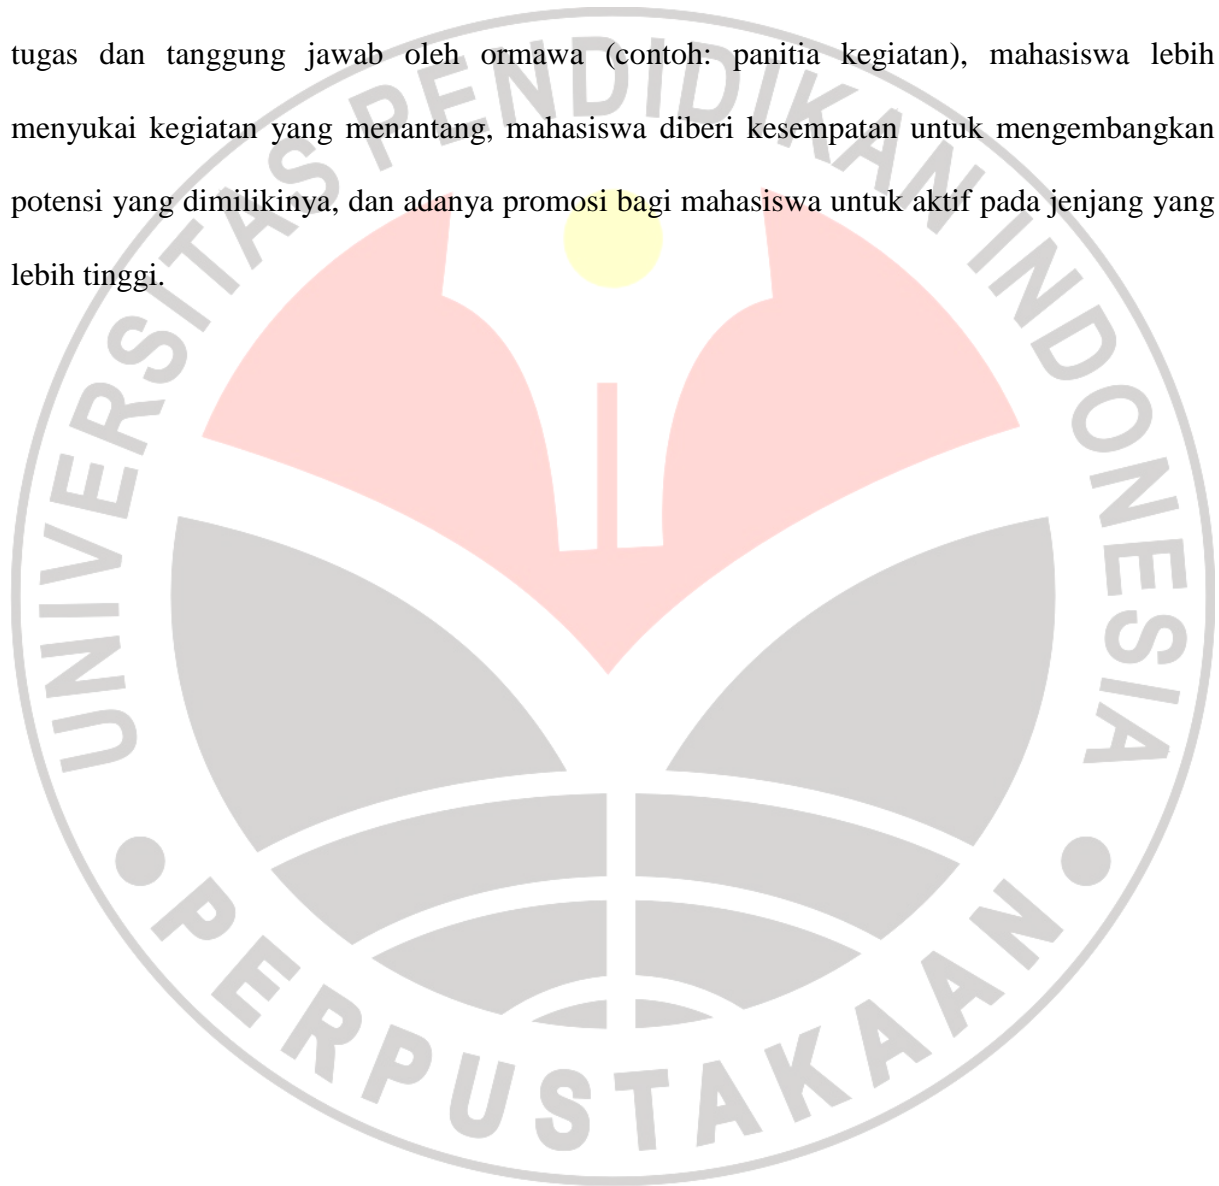 tugas dan tanggung jawab oleh ormawa (contoh: panitia kegiatan), mahasiswa lebih
menyukai kegiatan yang menantang, mahasiswa diberi kesempatan untuk mengembangkan
potensi yang dimilikinya, dan adanya promosi bagi mahasiswa untuk aktif pada jenjang yang
lebih tinggi.
UNIVERSITAS PENDIDIKAN INDONESIA
PERPUSTAKAAN